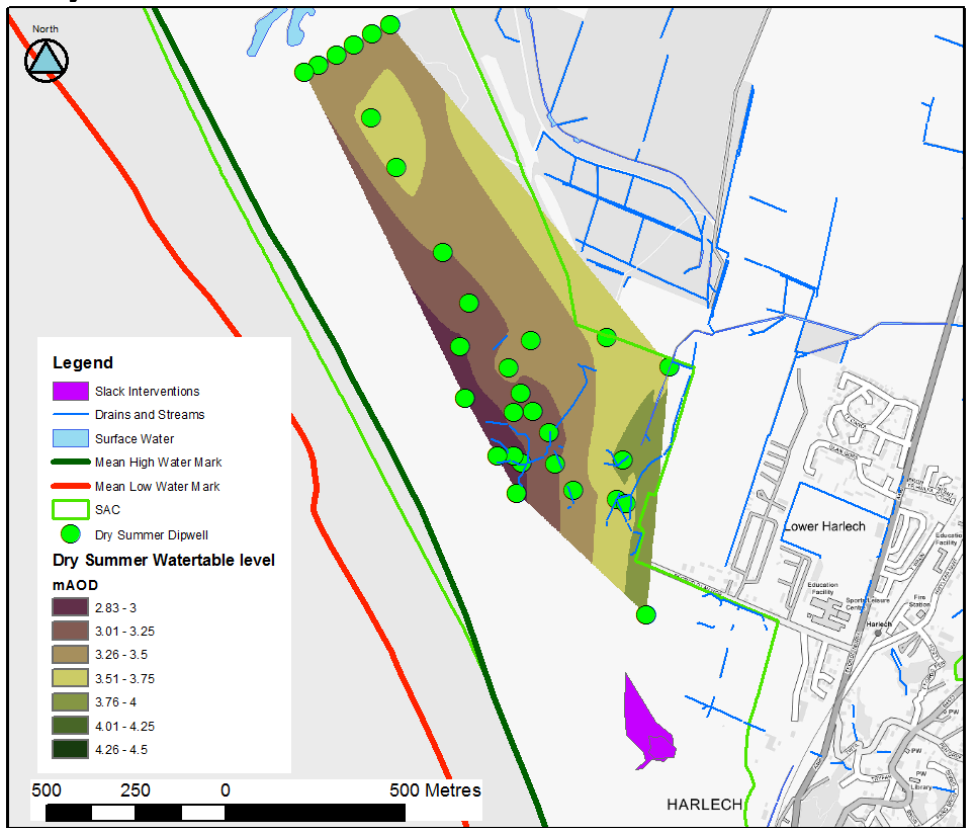 North
Legend
Slack Interventions
Drains and Streams
Surface Water
Mean High Water Mark
Mean Low Water Mark
SAC
Dry Summer Dipwell
Dry Summer Watertable level
mAOD
2.83 - 3
3.01 - 3.25
3.26 - 3.5
3.51 - 3.75
3.76 - 4
4.01 - 4.25
4.26 - 4.5
500 250 0 500 Metres
Lower Harlech
Education
Facility
Education
Facility
Sports Leisure
Centre
Fire
Station
Harlech
PW
PW
Library
HARLECH